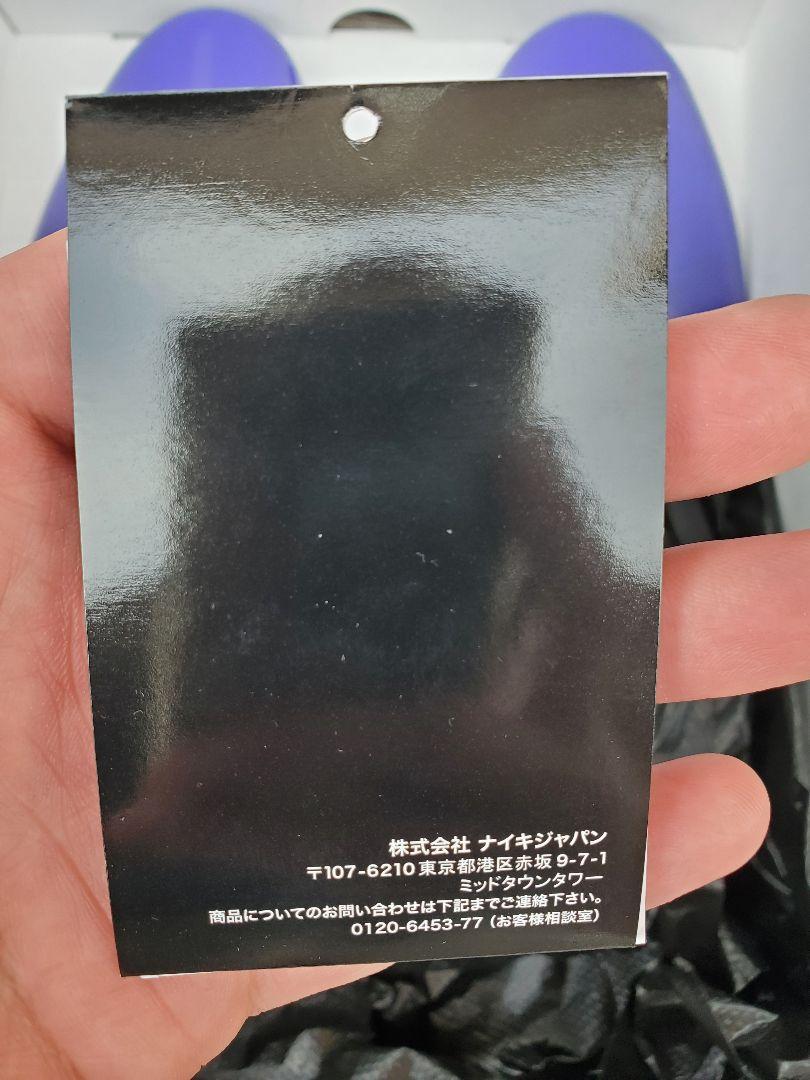 株式会社 ナイキジャパン
〒107-6210 東京都港区赤坂 9-7-1
ミッドタウンタワー
商品についてのお問い合わせは下記までご連絡下さい。
0120-6453-77 (お客様相談室)